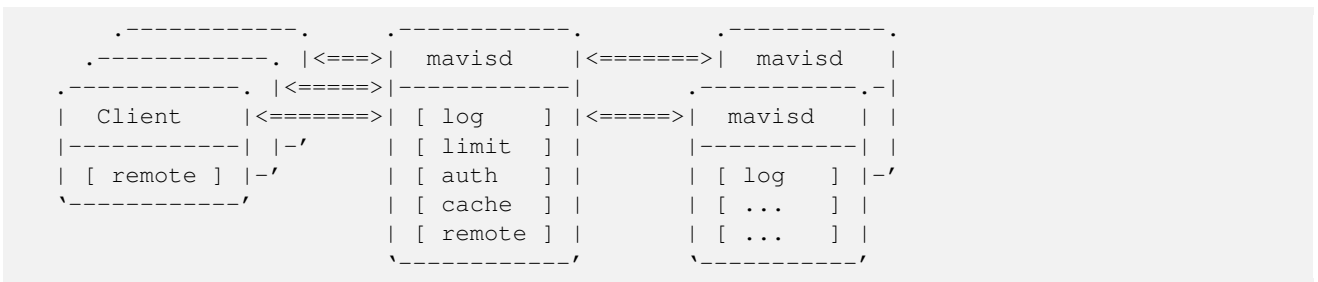 .------------.     .------------.             .-----------.
   .------------. |<===>|   mavisd   |<=======>|   mavisd   |
.------------. |<=====>|------------|       .-----------.-|
|   Client   |<=======>| [ log    ] |<=====>|   mavisd  | |
|------------| |-’     | [ limit  ] |       |-----------| |
| [ remote ] |-’       | [ auth   ] |       | [ log   ] |-’
‘------------’         | [ cache  ] |       | [ ...   ] |
                       | [ remote ] |       | [ ...   ] |
                       ‘------------’       ‘-----------’